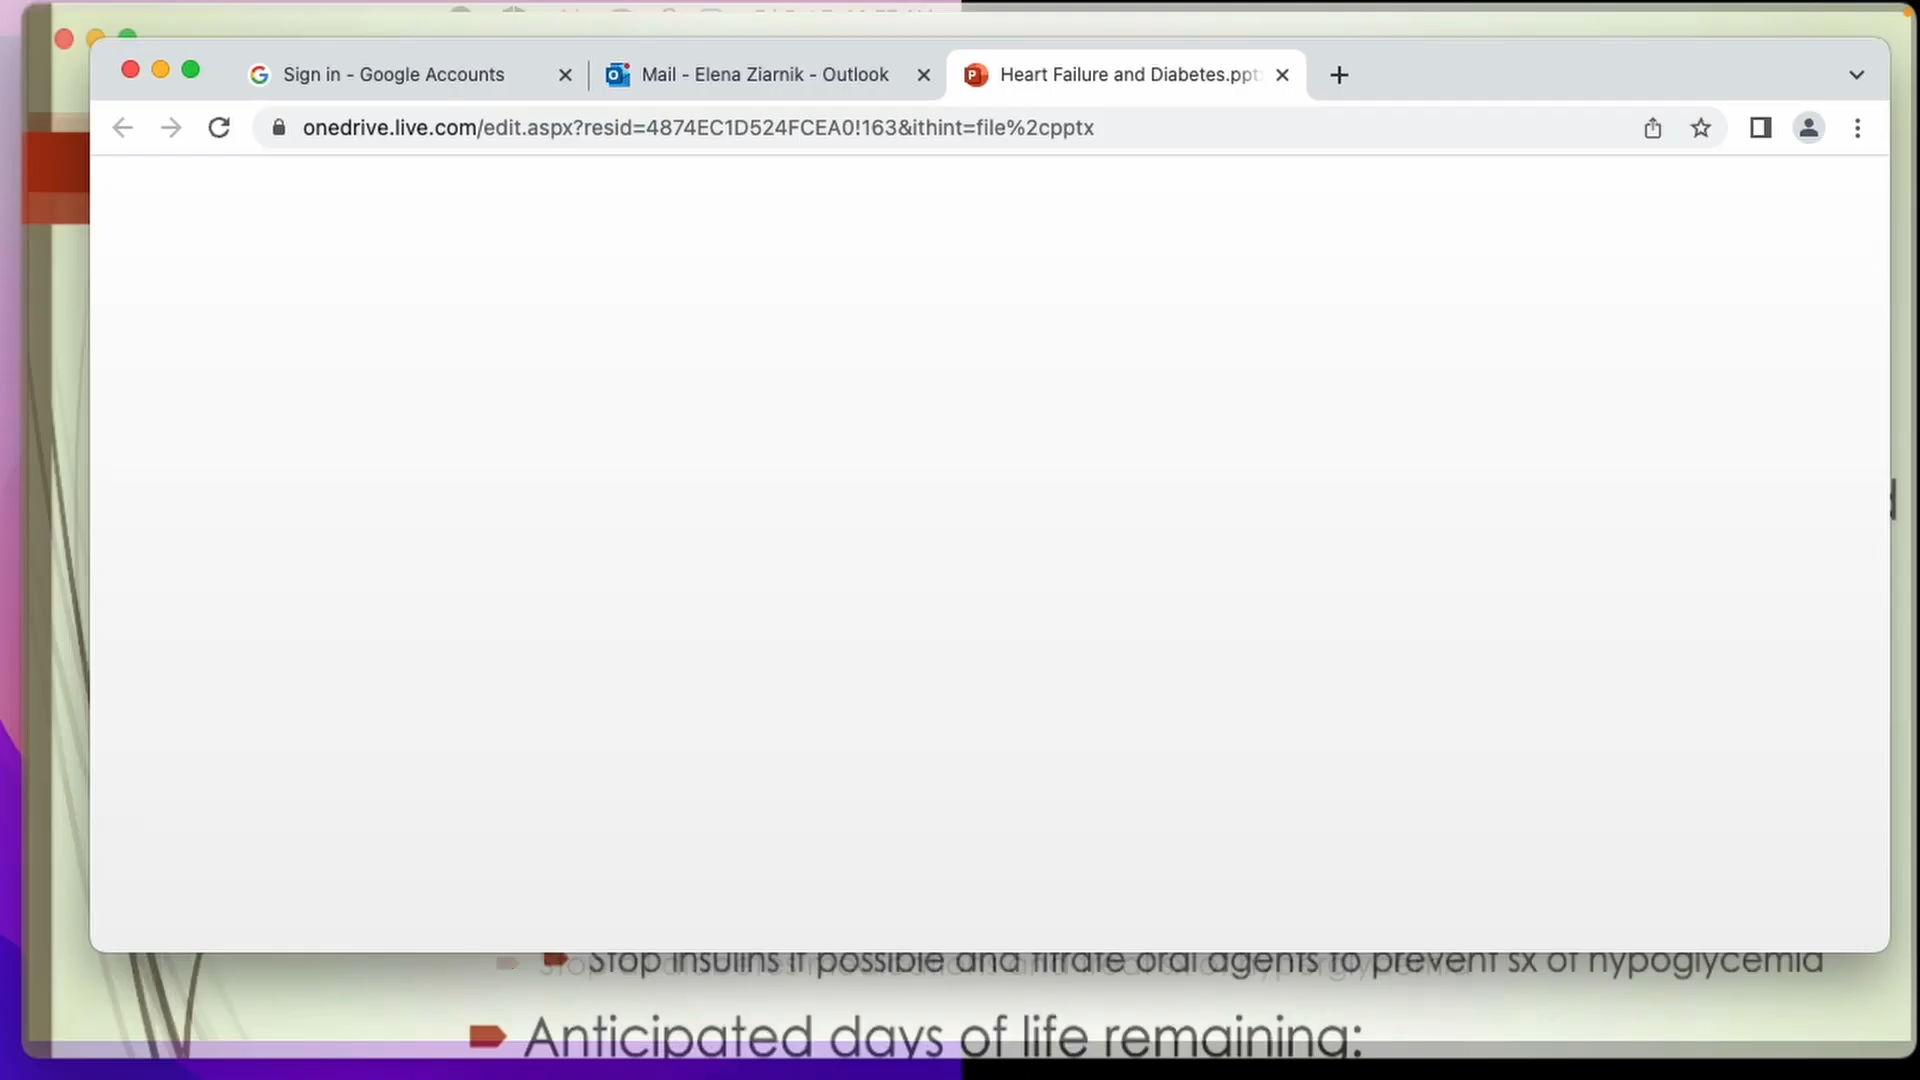 Sign in - Google Accounts
Mail - Elena Ziarnik - Outlook
Heart Failure and Diabetes.ppt
onedrive.live.com/edit.aspx?resid=4874EC1D524FCEA0!163&ithint=file%2cpptx
Stop insulins if possible and titrate oral agents to prevent sx of hypoglycemia
Anticipated days of life remaining: